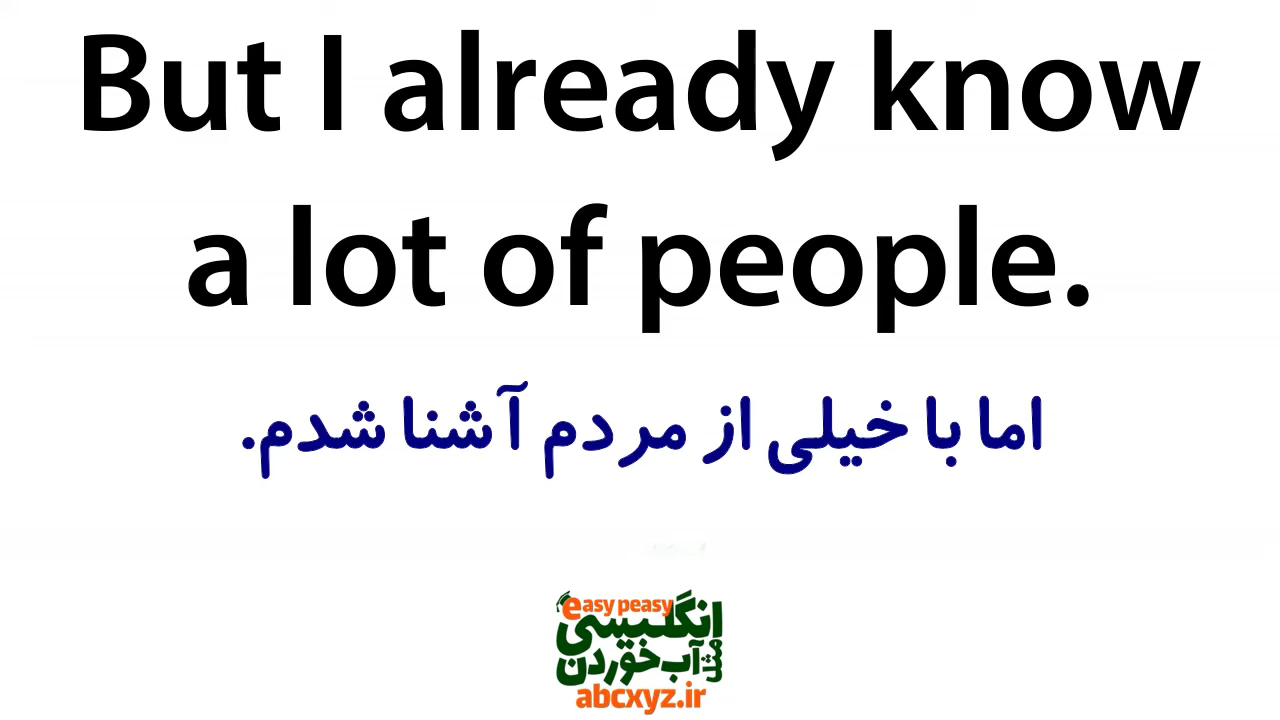 But I already know
a lot of people.
اما با خیلی از مردم آشنا شدم.
easy peasy
انگلیسی
مثل
آب خوردن
abcxyz.ir